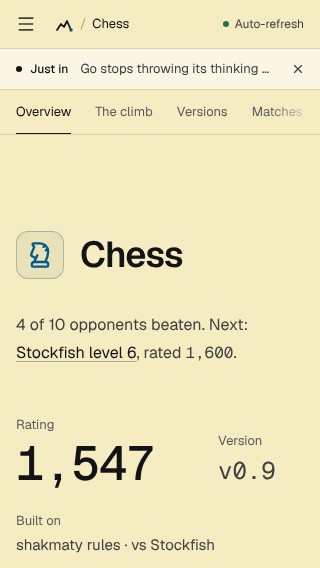 / Chess
Auto-refresh
Just in Go stops throwing its thinking ...
Overview The climb Versions Matches
Chess
4 of 10 opponents beaten. Next:
Stockfish level 6, rated 1,600.
Rating
1,547
Version
v0.9
Built on
shakmaty rules · vs Stockfish